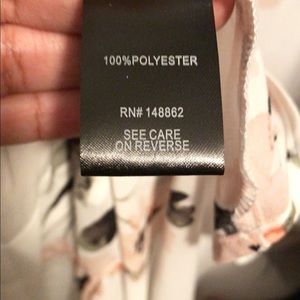 100%POLYESTER
RN# 148862
SEE CARE
ON REVERSE